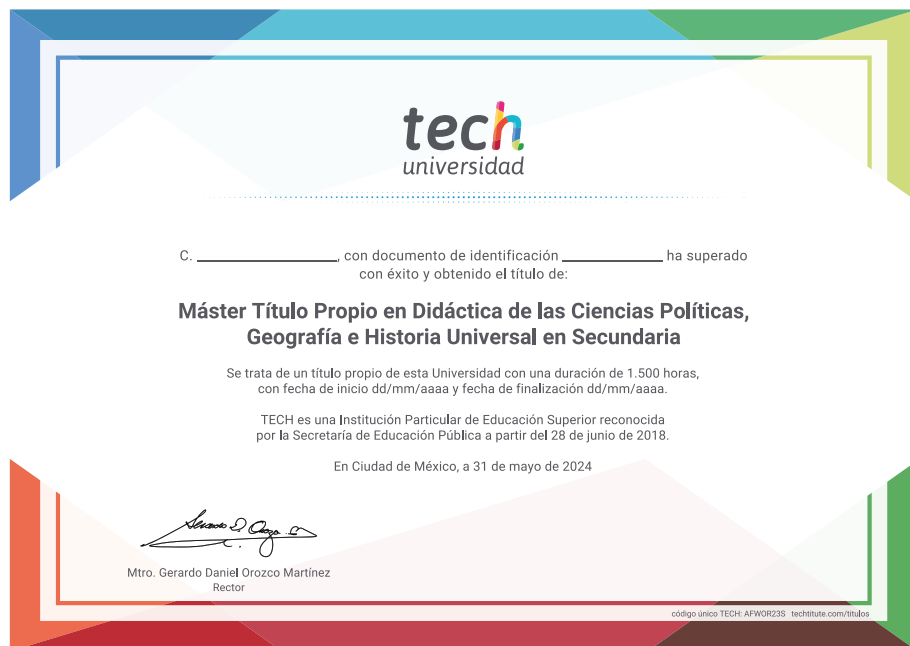 tech
universidad
C. ____________________, con documento de identificación ______________ ha superado
con éxito y obtenido el título de:
Máster Título Propio en Didáctica de las Ciencias Políticas,
Geografía e Historia Universal en Secundaria
Se trata de un título propio de esta Universidad con una duración de 1.500 horas,
con fecha de inicio dd/mm/aaaa y fecha de finalización dd/mm/aaaa.
TECH es una Institución Particular de Educación Superior reconocida
por la Secretaría de Educación Pública a partir del 28 de junio de 2018.
En Ciudad de México, a 31 de mayo de 2024
Mtro. Gerardo Daniel Orozco Martínez
Rector
código único TECH: AFWOR23S techtitute.com/titulos